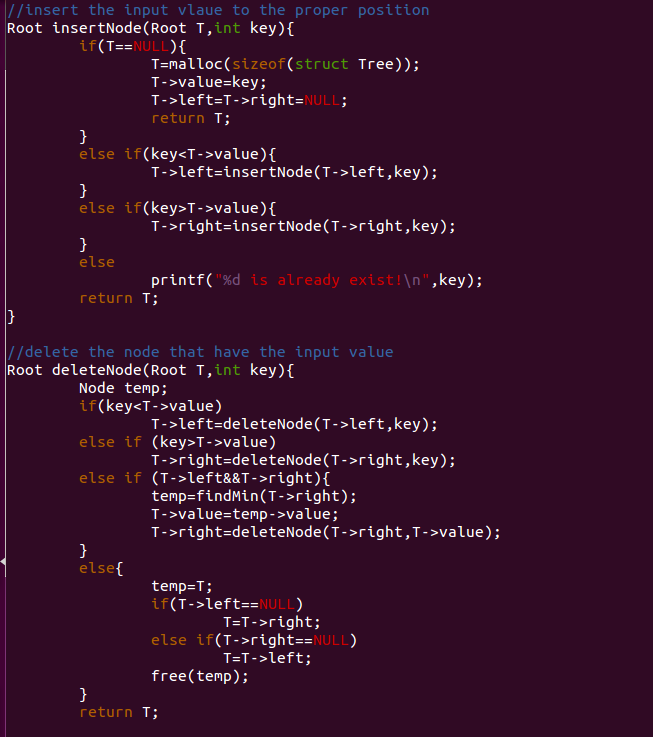 //insert the input vlaue to the proper position
Root insertNode(Root T,int key){
        if(T==NULL){
                T=malloc(sizeof(struct Tree));
                T->value=key;
                T->left=T->right=NULL;
                return T;
        }
        else if(key<T->value){
                T->left=insertNode(T->left,key);
        }
        else if(key>T->value){
                T->right=insertNode(T->right,key);
        }
        else
                printf("%d is already exist!\n",key);
        return T;
}

//delete the node that have the input value
Root deleteNode(Root T,int key){
        Node temp;
        if(key<T->value)
                T->left=deleteNode(T->left,key);
        else if (key>T->value)
                T->right=deleteNode(T->right,key);
        else if (T->left&&T->right){
                temp=findMin(T->right);
                T->value=temp->value;
                T->right=deleteNode(T->right,T->value);
        }
        else{
                temp=T;
                if(T->left==NULL)
                        T=T->right;
                else if(T->right==NULL)
                        T=T->left;
                free(temp);
        }
        return T;